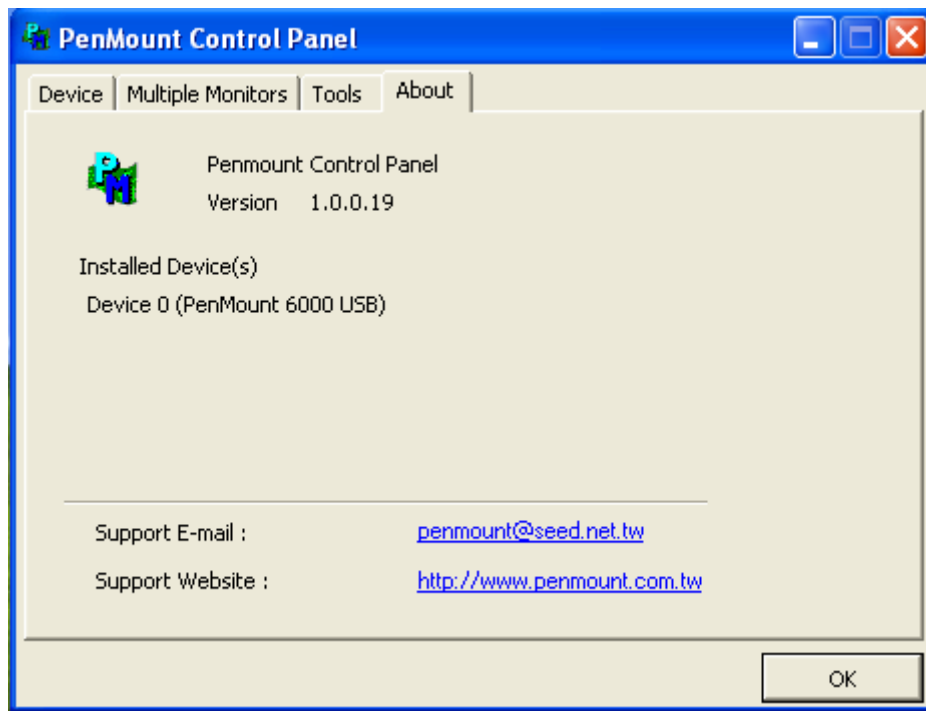 PenMount Control Panel
Device Multiple Monitors Tools About
PM
Penmount Control Panel
Version 1.0.0.19
Installed Device(s)
Device 0 (PenMount 6000 USB)
Support E-mail : penmount@seed.net.tw
Support Website : http://www.penmount.com.tw
OK